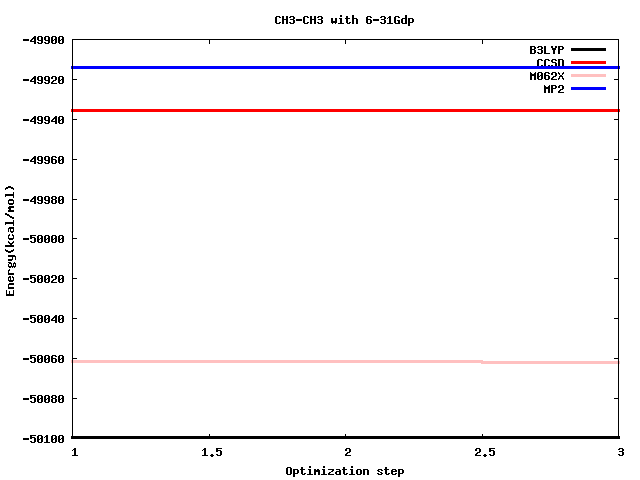 CH3-CH3 with 6-31Gdp
-49900
-49920
-49940
-49960
-49980
-50000
-50020
-50040
-50060
-50080
-50100
Energy(kcal/mol)
B3LYP
CCSD
M062X
MP2
1 1.5 2 2.5 3
Optimization step